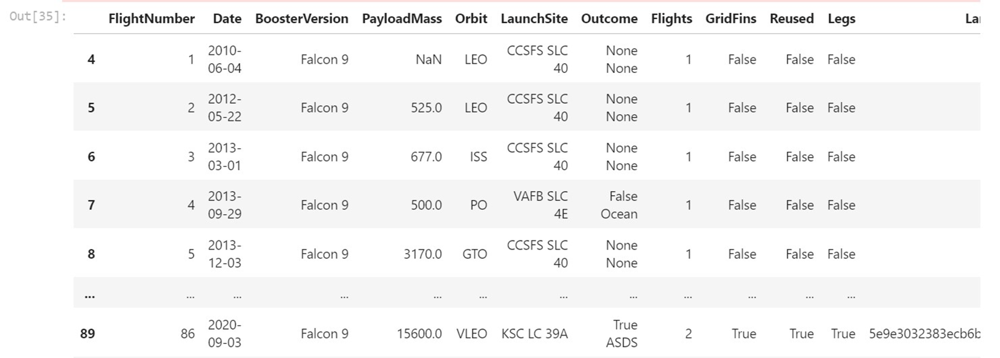 Out[35]:
FlightNumber Date BoosterVersion PayloadMass Orbit LaunchSite Outcome Flights GridFins Reused Legs
4 1 2010-06-04 Falcon 9 NaN LEO CCSFS SLC 40 None None 1 False False False
5 2 2012-05-22 Falcon 9 525.0 LEO CCSFS SLC 40 None None 1 False False False
6 3 2013-03-01 Falcon 9 677.0 ISS CCSFS SLC 40 None None 1 False False False
7 4 2013-09-29 Falcon 9 500.0 PO VAFB SLC 4E False Ocean 1 False False False
8 5 2013-12-03 Falcon 9 3170.0 GTO CCSFS SLC 40 None None 1 False False False
... ... ... ... ... ... ... ... ... ... ... ...
89 86 2020-09-03 Falcon 9 15600.0 VLEO KSC LC 39A True ASDS 2 True True True 5e9e3032383ecb6b